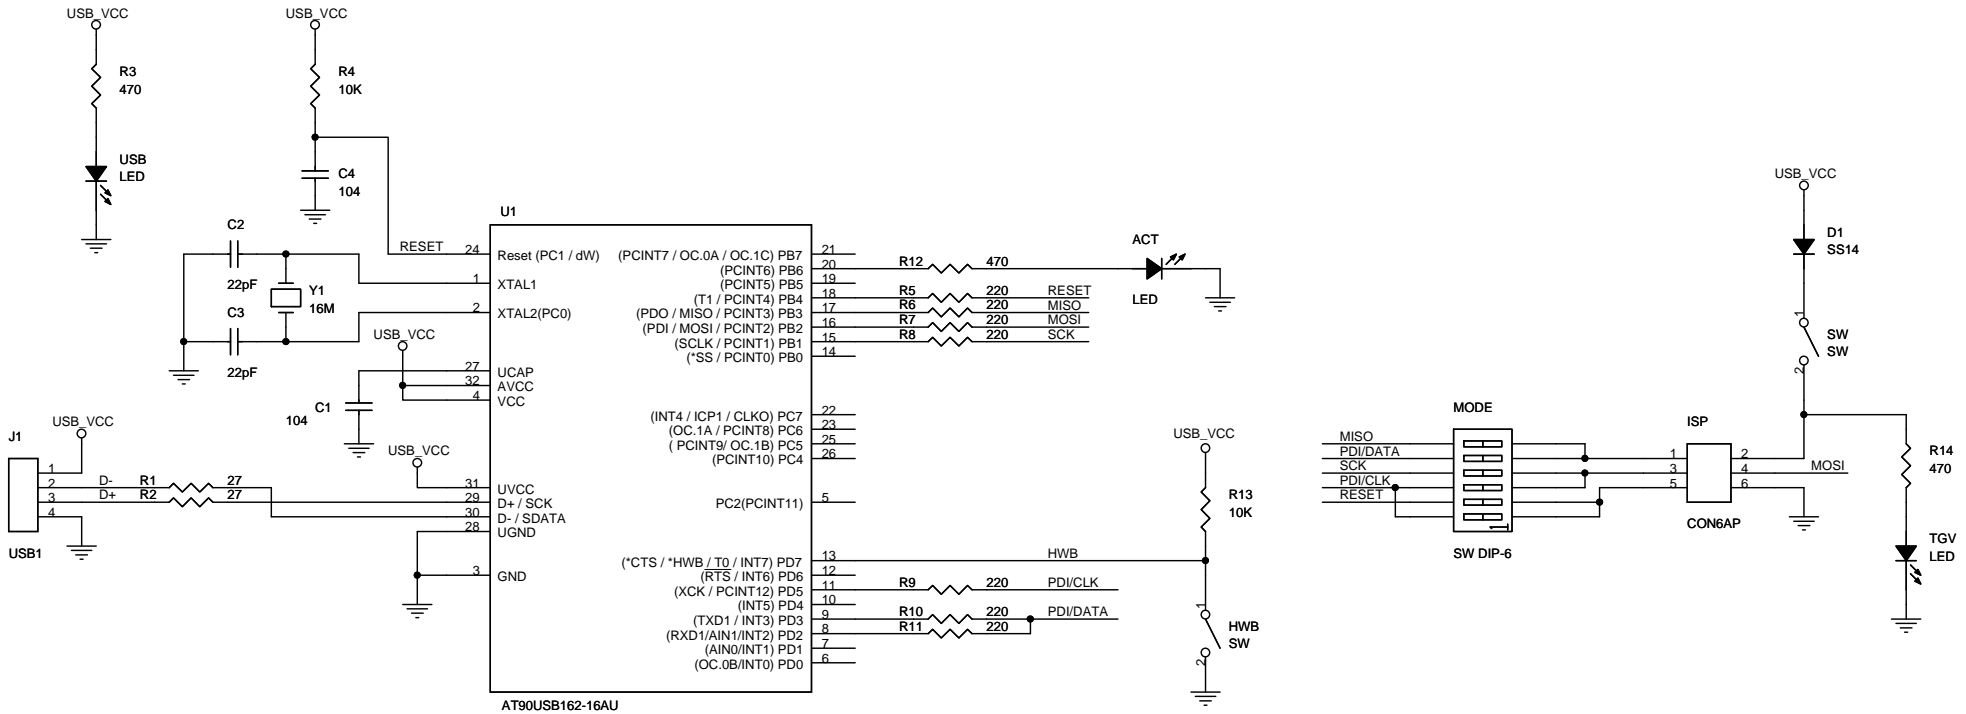 USB_VCC
R3
470
USB
LED
USB_VCC
R4
10K
C4
104
C2
22pF
Y1
16M
C3
22pF
USB_VCC
C1
104
J1
USB_VCC
1
2
3
4
D-
R1
27
D+
R2
27
USB1
USB_VCC
U1
RESET
24
Reset (PC1 / dW)
1
XTAL1
2
XTAL2(PC0)
27
UCAP
32
AVCC
4
VCC
31
UVCC
29
D+ / SCK
30
D- / SDATA
28
UGND
3
GND
(PCINT7 / OC.0A / OC.1C) PB7
21
(PCINT6) PB6
20
(PCINT5) PB5
19
(T1 / PCINT4) PB4
18
(PDO / MISO / PCINT3) PB3
17
(PDI / MOSI / PCINT2) PB2
16
(SCLK / PCINT1) PB1
15
(*SS / PCINT0) PB0
14
(INT4 / ICP1 / CLKO) PC7
22
(OC.1A / PCINT8) PC6
23
( PCINT9/ OC.1B) PC5
25
(PCINT10) PC4
26
PC2(PCINT11)
5
(*CTS / *HWB / T0 / INT7) PD7
13
(RTS / INT6) PD6
12
(XCK / PCINT12) PD5
11
(INT5) PD4
10
(TXD1 / INT3) PD3
9
(RXD1/AIN1/INT2) PD2
8
(AIN0/INT1) PD1
7
(OC.0B/INT0) PD0
6
AT90USB162-16AU
R12
470
ACT
LED
R5
220
RESET
R6
220
MISO
R7
220
MOSI
R8
220
SCK
HWB
R9
220
PDI/CLK
R10
220
PDI/DATA
R11
220
USB_VCC
R13
10K
1
HWB
SW
2
MISO
PDI/DATA
SCK
PDI/CLK
RESET
MODE
1
SW DIP-6
ISP
1
3
5
2
4
6
MOSI
CON6AP
USB_VCC
D1
SS14
1
SW
SW
2
R14
470
TGV
LED